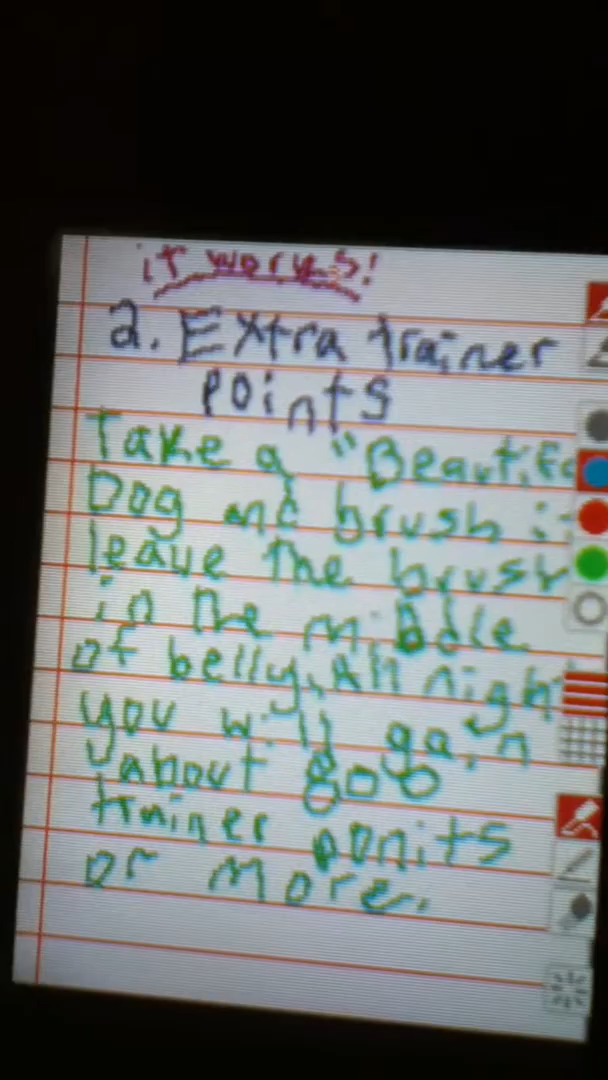 it works!
2. Extra trainer
points
Take a "Beautif
Dog and brush i
leave the brush
in the middle
of belly. All night
you will gain
about 800
trainer ponits
or more.